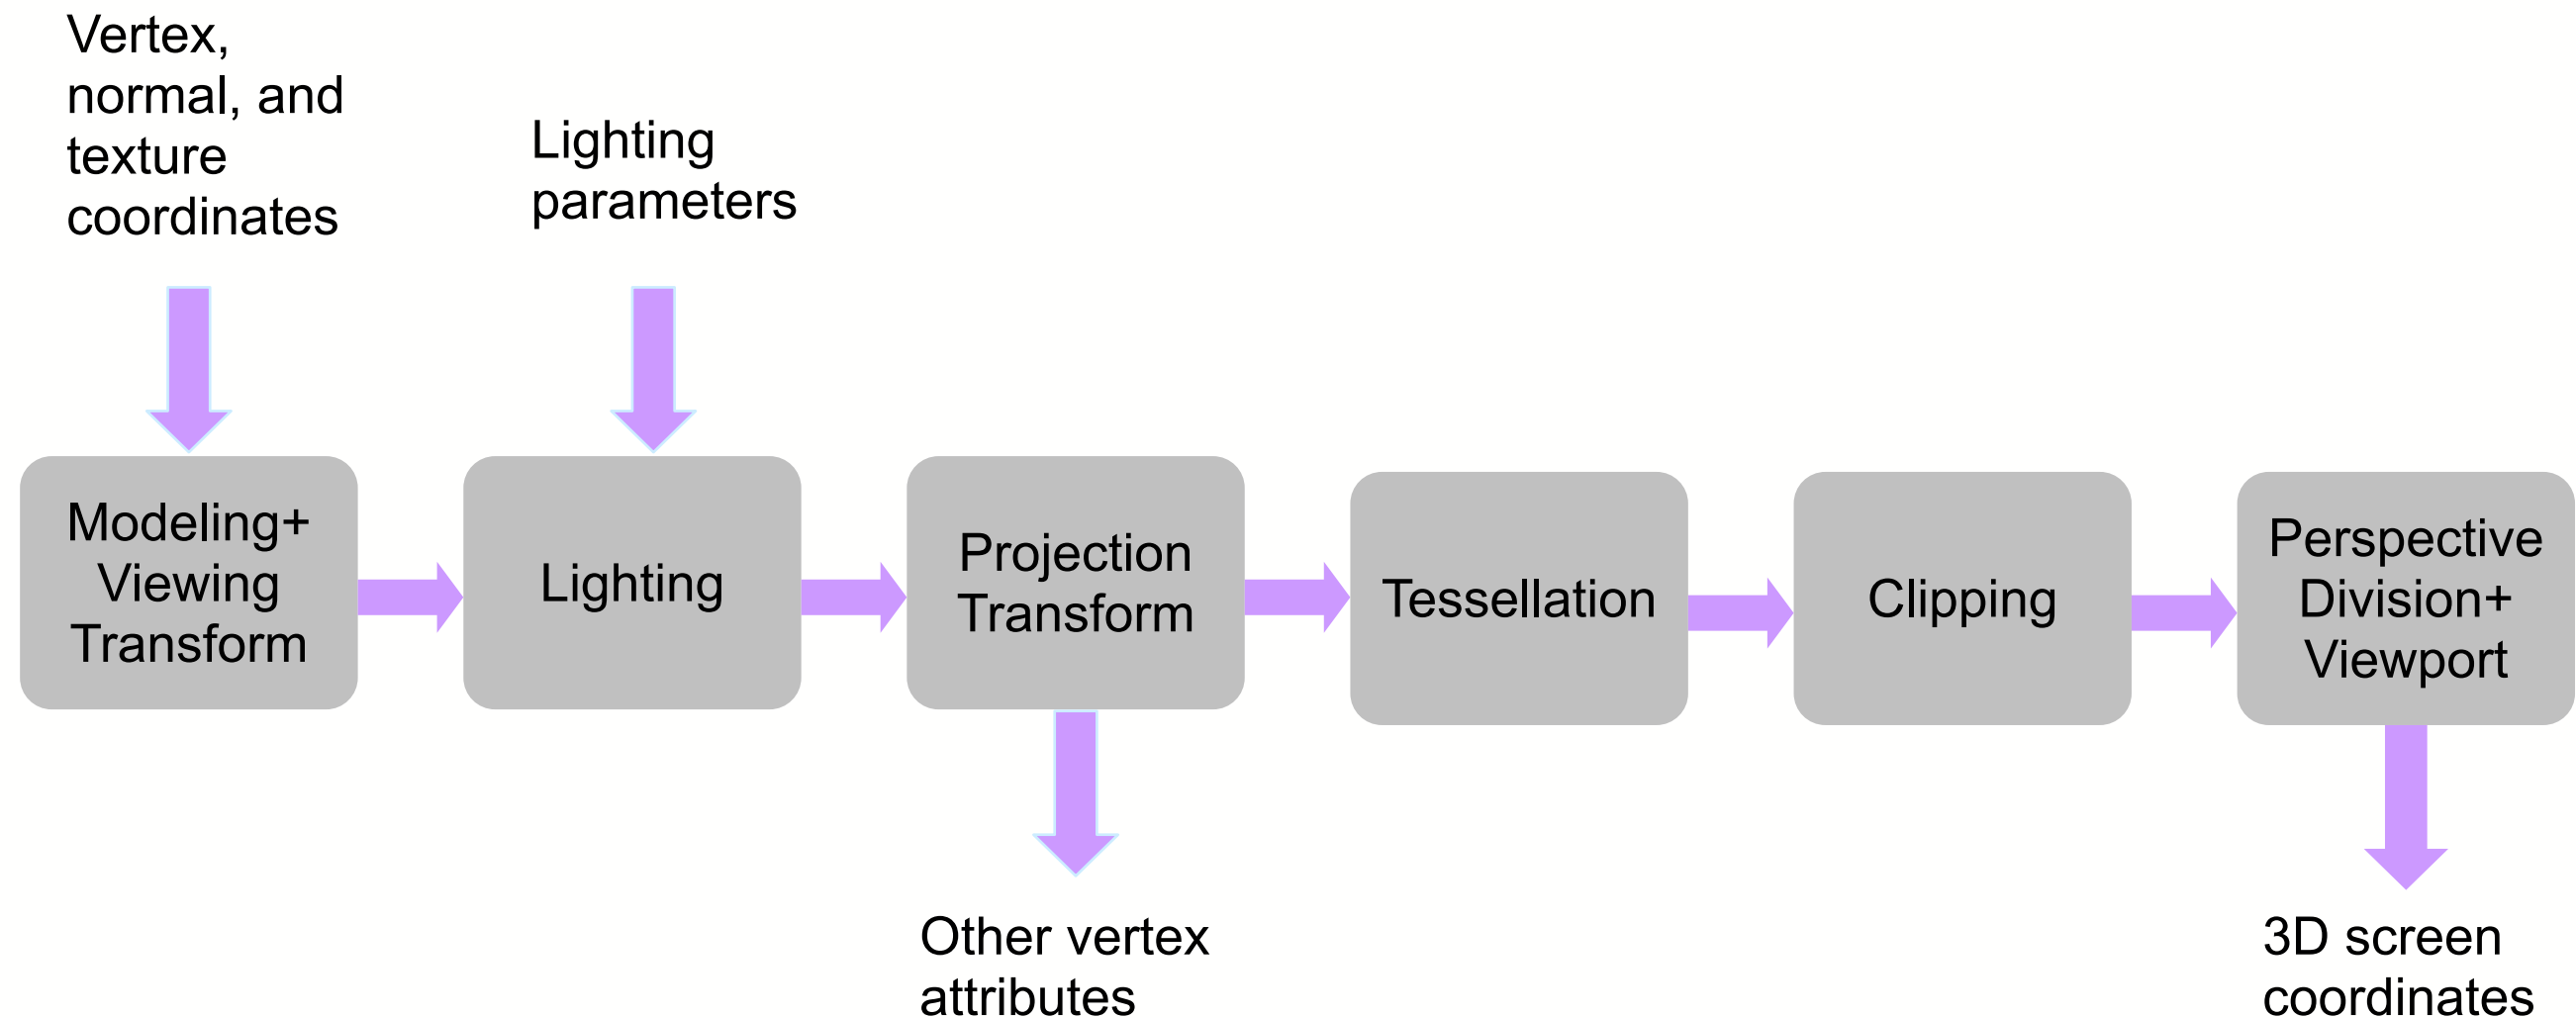 Vertex,
normal, and
texture
coordinates
Lighting
parameters
Modeling+
Viewing
Transform
Lighting
Projection
Transform
Tessellation
Clipping
Perspective
Division+
Viewport
Other vertex
attributes
3D screen
coordinates